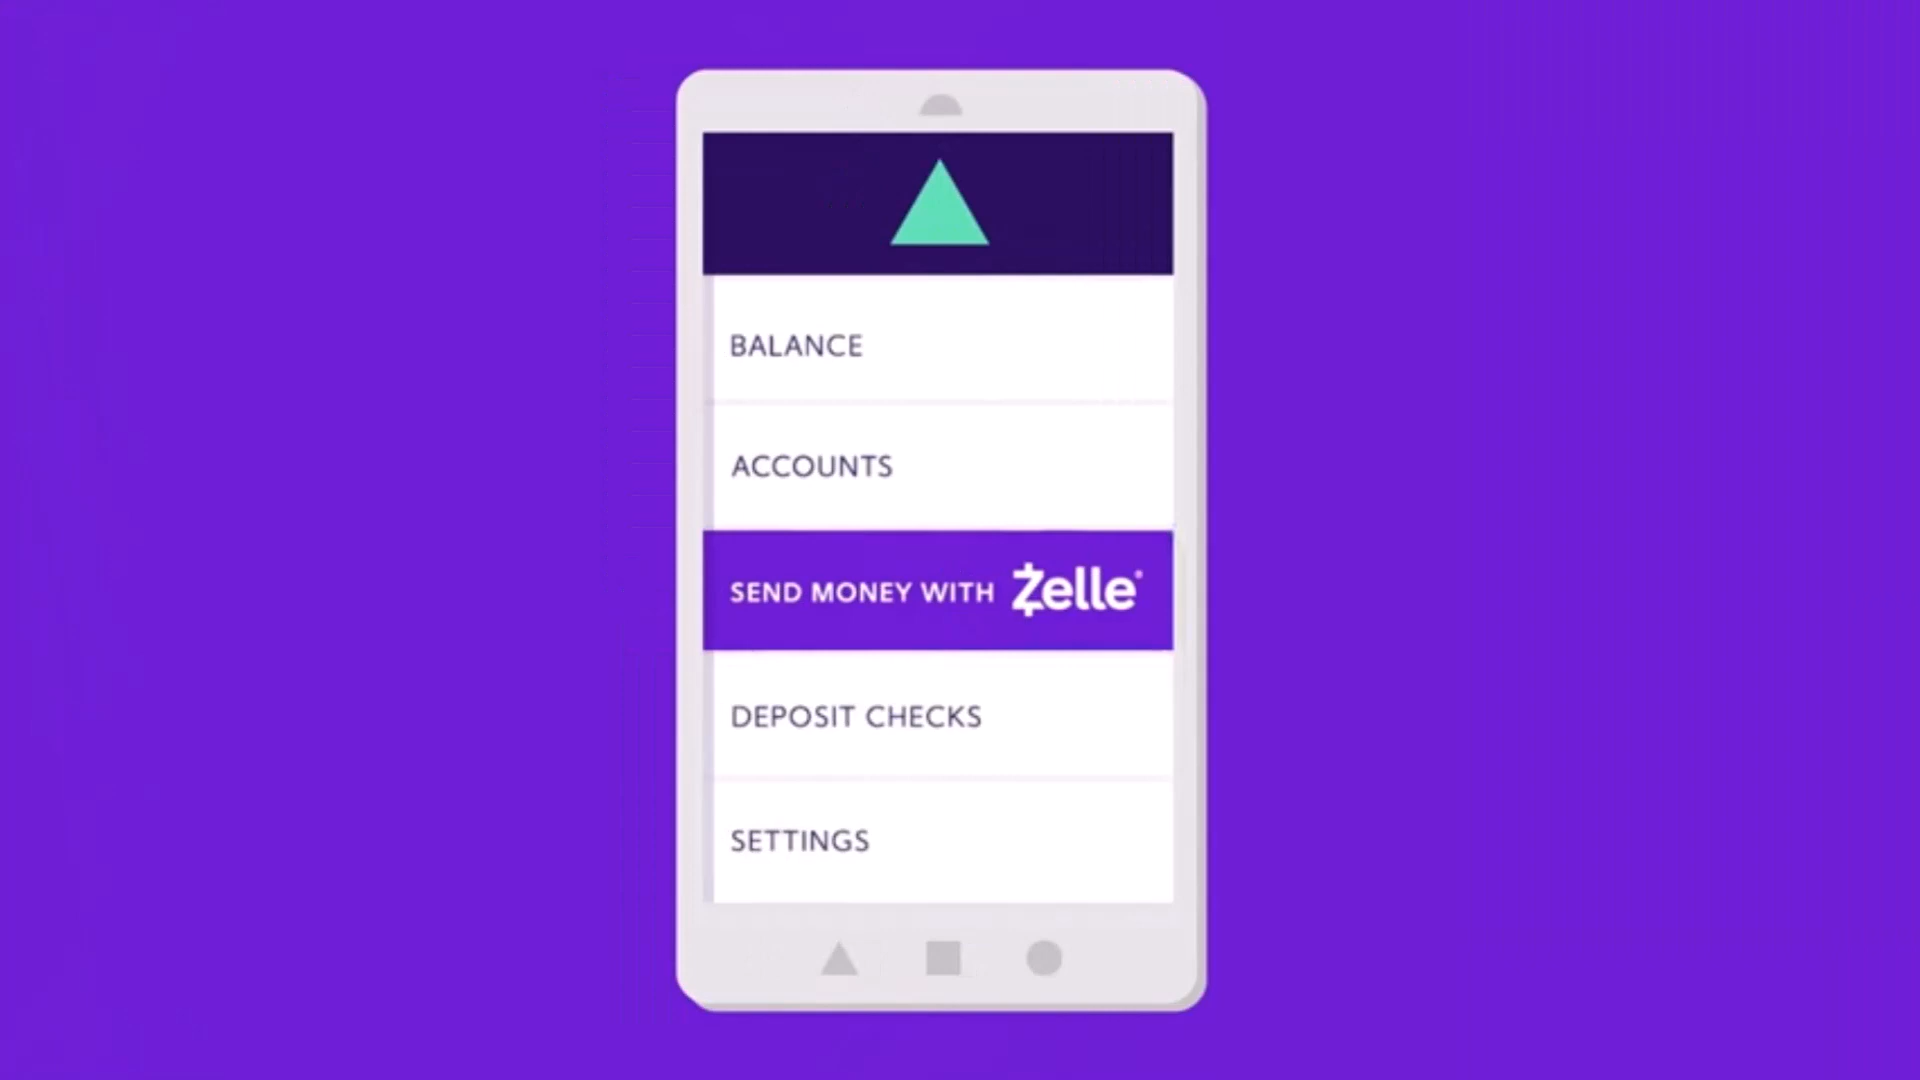 BALANCE
ACCOUNTS
SEND MONEY WITH Zelle®
DEPOSIT CHECKS
SETTINGS